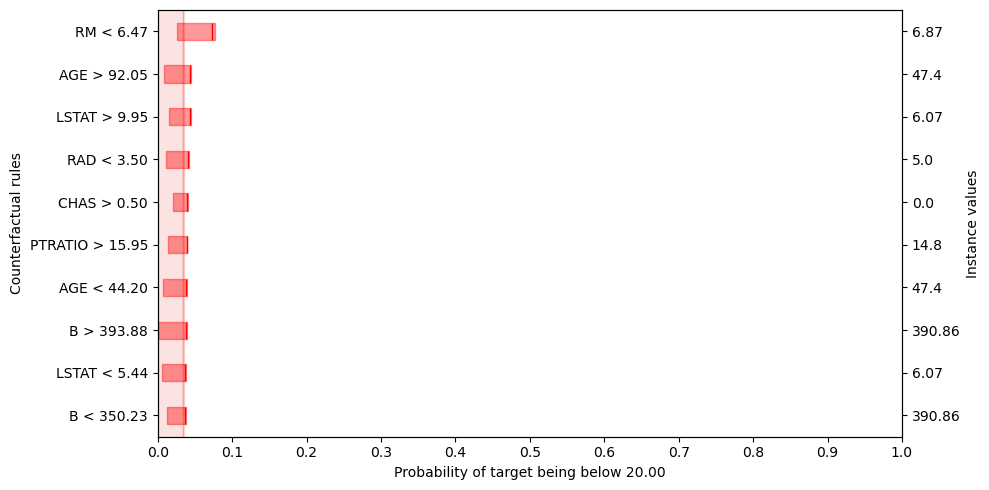 RM < 6.47 6.87
AGE > 92.05 47.4
LSTAT > 9.95 6.07
RAD < 3.50 5.0
CHAS > 0.50 0.0
PTRATIO > 15.95 14.8
AGE < 44.20 47.4
B > 393.88 390.86
LSTAT < 5.44 6.07
B < 350.23 390.86
Counterfactual rules
Instance values
0.0 0.1 0.2 0.3 0.4 0.5 0.6 0.7 0.8 0.9 1.0
Probability of target being below 20.00